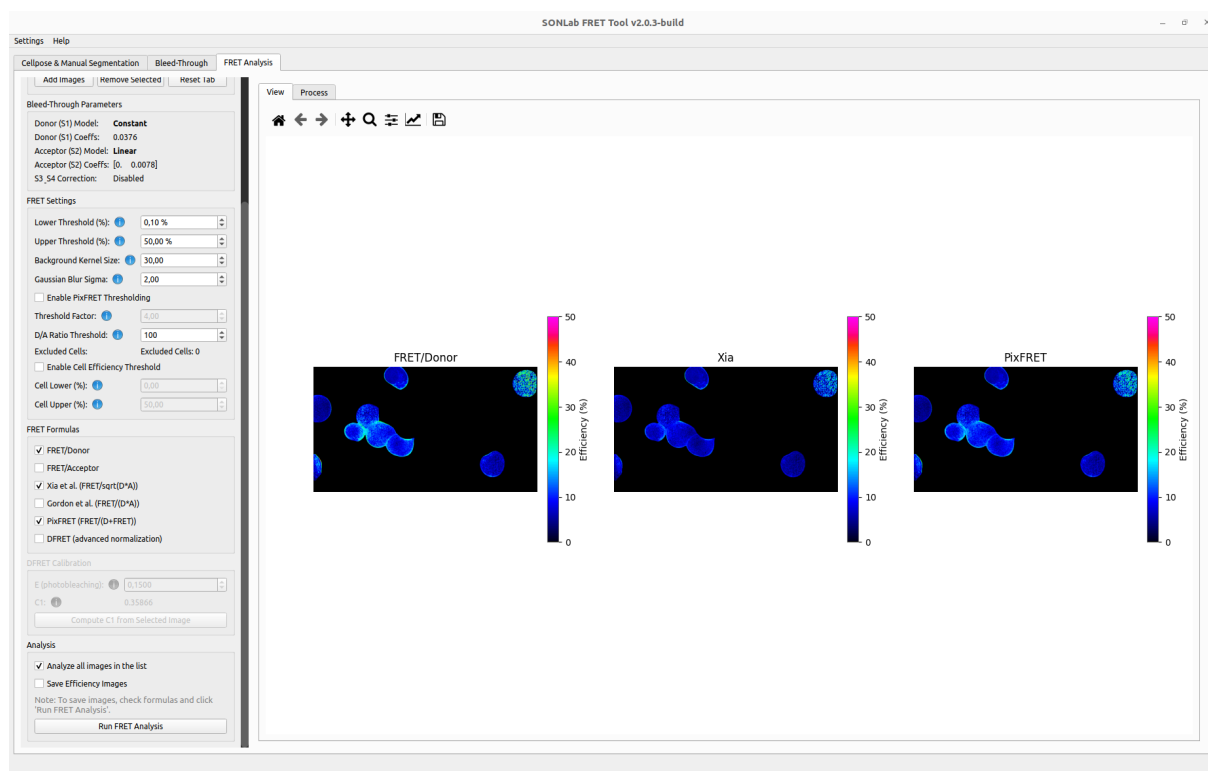 SONLab FRET Tool v2.0.3-build
Settings Help
Cellpose & Manual Segmentation Bleed-Through FRET Analysis
Add Images Remove Selected Reset Tab
Bleed-Through Parameters
Donor (S1) Model: Constant
Donor (S1) Coeffs: 0.0376
Acceptor (S2) Model: Linear
Acceptor (S2) Coeffs: [0. 0.0078]
S3_S4 Correction: Disabled
FRET Settings
Lower Threshold (%): 0,10 %
Upper Threshold (%): 50,00 %
Background Kernel Size: 30,00
Gaussian Blur Sigma: 2,00
Enable PixFRET Thresholding
Threshold Factor: 4,00
D/A Ratio Threshold: 100
Excluded Cells: Excluded Cells: 0
Enable Cell Efficiency Threshold
Cell Lower (%): 0,00
Cell Upper (%): 50,00
FRET Formulas
FRET/Donor
FRET/Acceptor
Xia et al. (FRET/sqrt(D*A))
Gordon et al. (FRET/(D*A))
PixFRET (FRET/(D+FRET))
DFRET (advanced normalization)
DFRET Calibration
E (photobleaching): 0,1500
C1: 0.35866
Compute C1 from Selected Image
Analysis
Analyze all images in the list
Save Efficiency Images
Note: To save images, check formulas and click
'Run FRET Analysis'.
Run FRET Analysis
View Process
FRET/Donor
50
40
30
20
10
0
Efficiency (%)
Xia
50
40
30
20
10
0
Efficiency (%)
PixFRET
50
40
30
20
10
0
Efficiency (%)